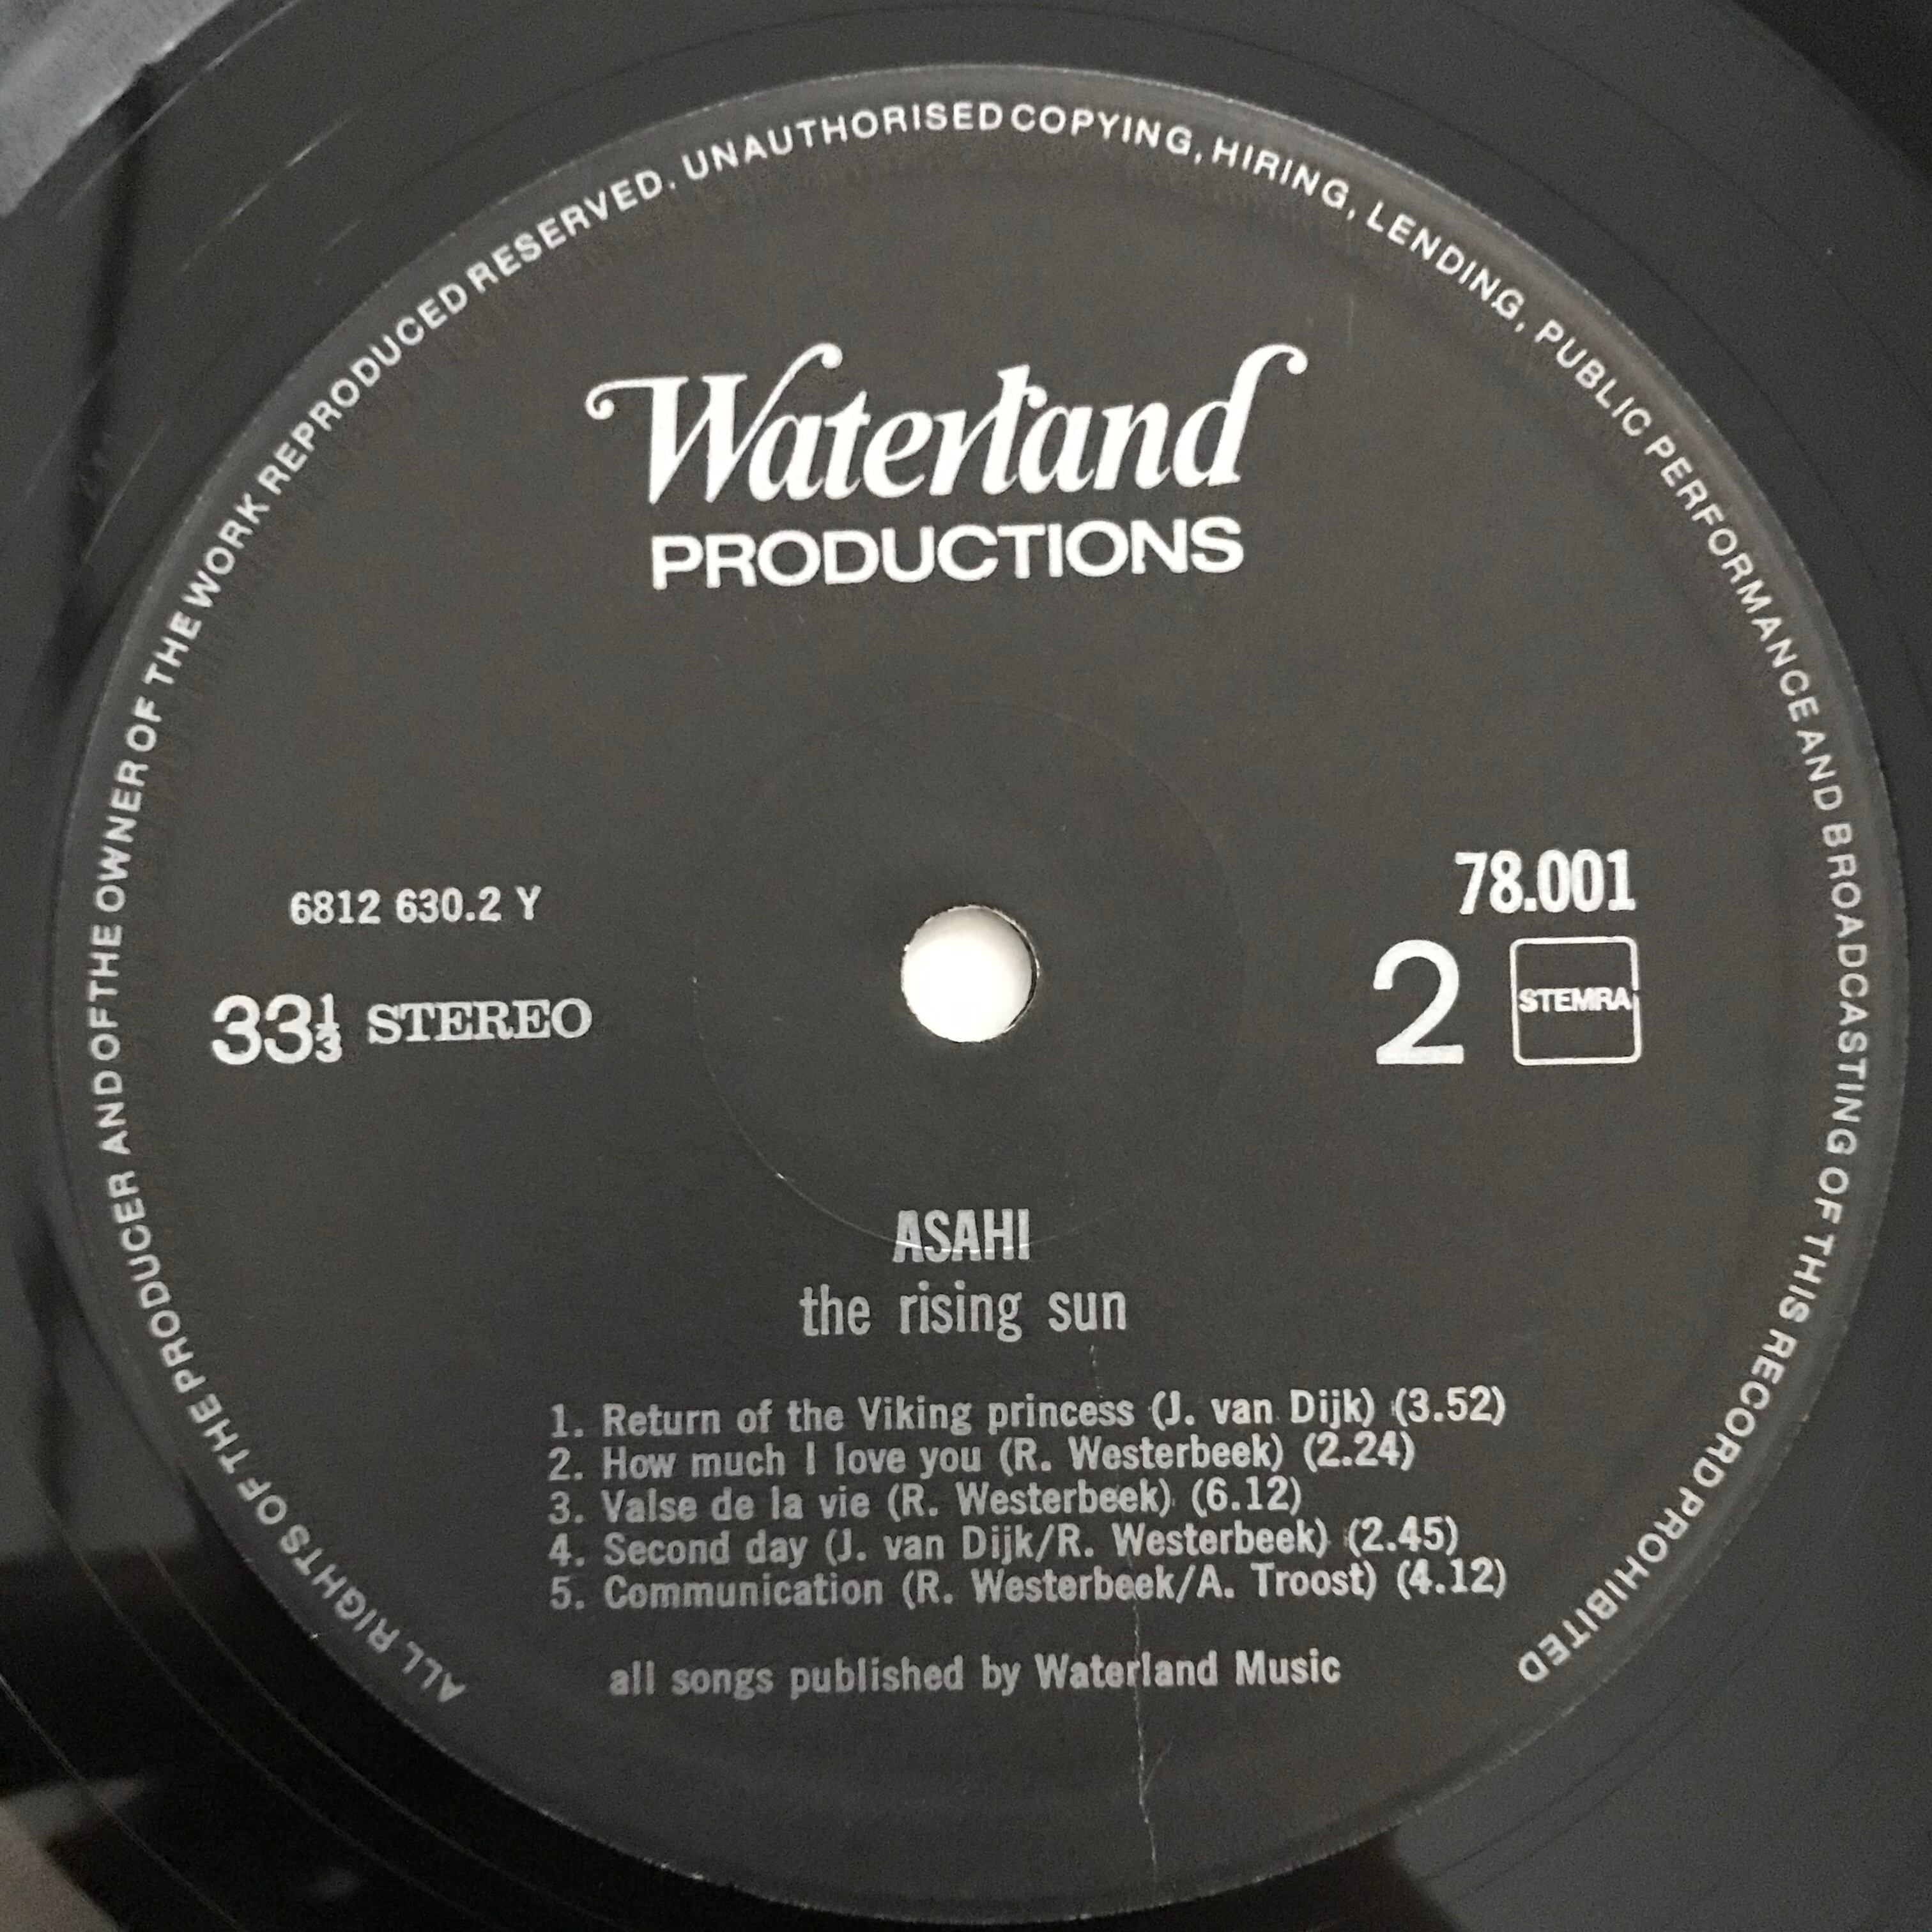 ALL RIGHTS OF THE PRODUCER AND OF THE OWNER OF THE WORK REPRODUCED RESERVED. UNAUTHORISED COPYING, HIRING, LENDING, PUBLIC PERFORMANCE AND BROADCASTING OF THIS RECORD PROHIBITED
Waterland
PRODUCTIONS
6812 630.2 Y
33⅓ STEREO
78.001
2 STEMRA
ASAHI
the rising sun
1. Return of the Viking princess (J. van Dijk) (3.52)
2. How much I love you (R. Westerbeek) (2.24)
3. Valse de la vie (R. Westerbeek) (6.12)
4. Second day (J. van Dijk/R. Westerbeek) (2.45)
5. Communication (R. Westerbeek/A. Troost) (4.12)
all songs published by Waterland Music